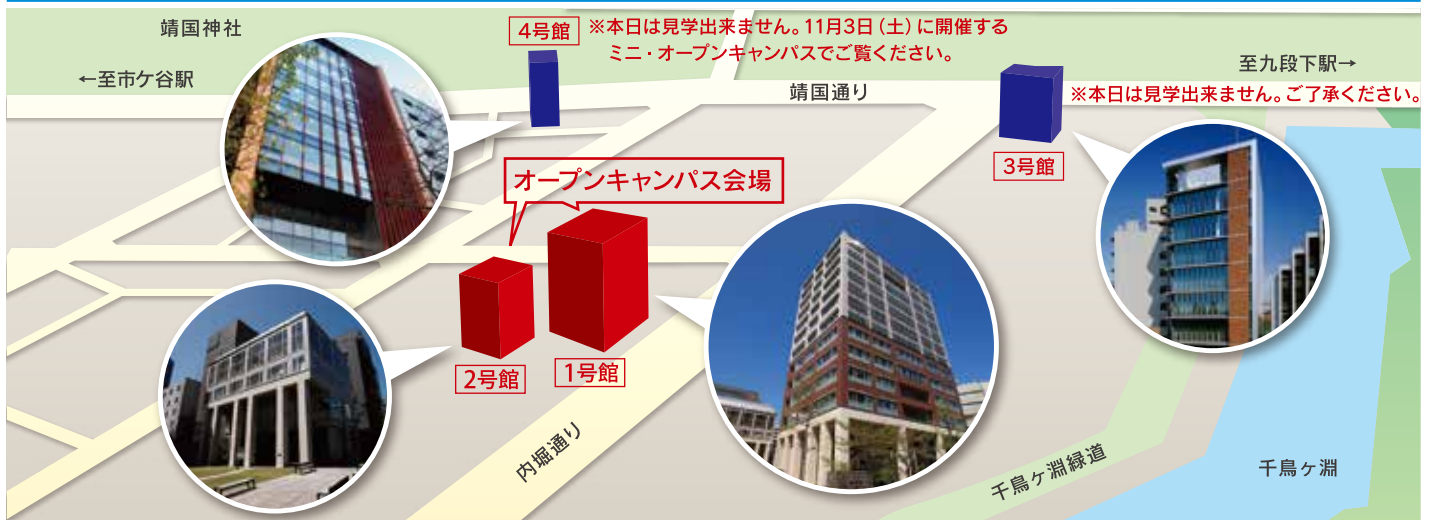 靖国神社
4号館
※本日は見学出来ません。11月3日（土）に開催する
ミニ・オープンキャンパスでご覧ください。
←至市ケ谷駅
至九段下駅→
靖国通り
※本日は見学出来ません。ご了承ください。
3号館
オープンキャンパス会場
2号館
1号館
内堀通り
千鳥ヶ淵緑道
千鳥ヶ淵